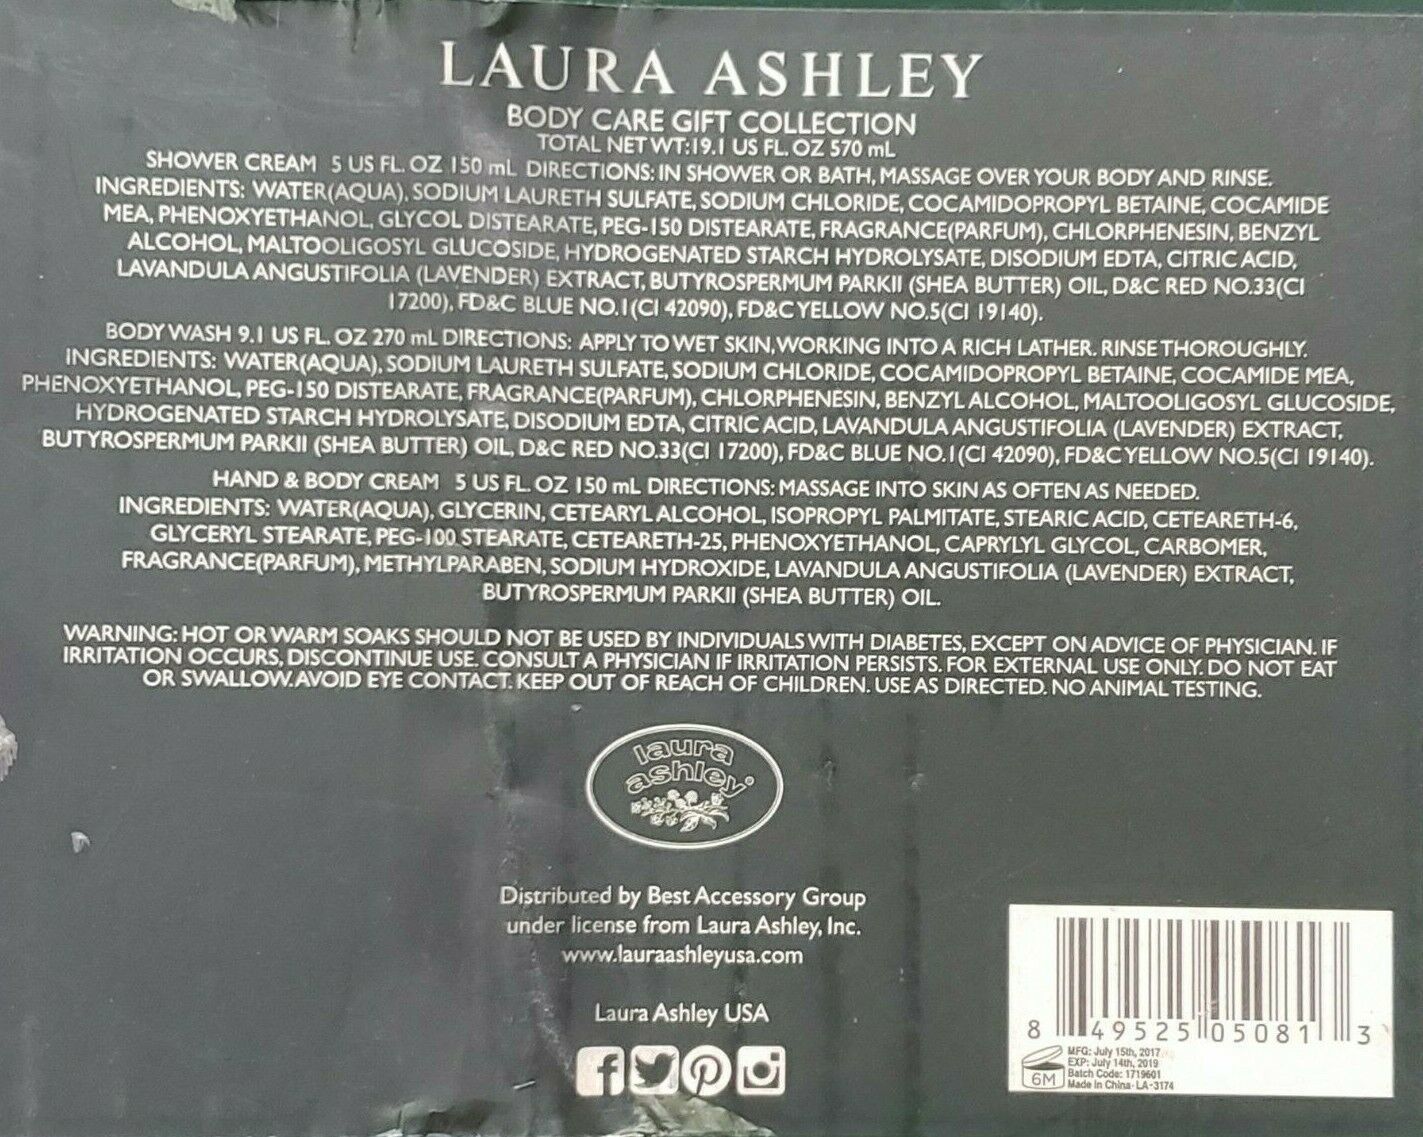 LAURA ASHLEY
BODY CARE GIFT COLLECTION
TOTAL NET WT:19.1 US FL. OZ 570 mL
SHOWER CREAM 5 US FL. OZ 150 mL DIRECTIONS: IN SHOWER OR BATH, MASSAGE OVER YOUR BODY AND RINSE.
INGREDIENTS: WATER(AQUA), SODIUM LAURETH SULFATE, SODIUM CHLORIDE, COCAMIDOPROPYL BETAINE, COCAMIDE
MEA, PHENOXYETHANOL, GLYCOL DISTEARATE, PEG-150 DISTEARATE, FRAGRANCE(PARFUM), CHLORPHENESIN, BENZYL
ALCOHOL, MALTOOLIGOSYL GLUCOSIDE, HYDROGENATED STARCH HYDROLYSATE, DISODIUM EDTA, CITRIC ACID,
LAVANDULA ANGUSTIFOLIA (LAVENDER) EXTRACT, BUTYROSPERMUM PARKII (SHEA BUTTER) OIL, D&C RED NO.33(CI
17200), FD&C BLUE NO.1(CI 42090), FD&C YELLOW NO.5(CI 19140).
BODY WASH 9.1 US FL. OZ 270 mL DIRECTIONS: APPLY TO WET SKIN, WORKING INTO A RICH LATHER. RINSE THOROUGHLY.
INGREDIENTS: WATER(AQUA), SODIUM LAURETH SULFATE, SODIUM CHLORIDE, COCAMIDOPROPYL BETAINE, COCAMIDE MEA,
PHENOXYETHANOL, PEG-150 DISTEARATE, FRAGRANCE(PARFUM), CHLORPHENESIN, BENZYL ALCOHOL, MALTOOLIGOSYL GLUCOSIDE,
HYDROGENATED STARCH HYDROLYSATE, DISODIUM EDTA, CITRIC ACID, LAVANDULA ANGUSTIFOLIA (LAVENDER) EXTRACT,
BUTYROSPERMUM PARKII (SHEA BUTTER) OIL, D&C RED NO.33(CI 17200), FD&C BLUE NO.1(CI 42090), FD&C YELLOW NO.5(CI 19140).
HAND & BODY CREAM 5 US FL. OZ 150 mL DIRECTIONS: MASSAGE INTO SKIN AS OFTEN AS NEEDED.
INGREDIENTS: WATER(AQUA), GLYCERIN, CETEARYL ALCOHOL, ISOPROPYL PALMITATE, STEARIC ACID, CETEARETH-6,
GLYCERYL STEARATE, PEG-100 STEARATE, CETEARETH-25, PHENOXYETHANOL, CAPRYLYL GLYCOL, CARBOMER,
FRAGRANCE(PARFUM), METHYLPARABEN, SODIUM HYDROXIDE, LAVANDULA ANGUSTIFOLIA (LAVENDER) EXTRACT,
BUTYROSPERMUM PARKII (SHEA BUTTER) OIL.
WARNING: HOT OR WARM SOAKS SHOULD NOT BE USED BY INDIVIDUALS WITH DIABETES, EXCEPT ON ADVICE OF PHYSICIAN. IF
IRRITATION OCCURS, DISCONTINUE USE. CONSULT A PHYSICIAN IF IRRITATION PERSISTS. FOR EXTERNAL USE ONLY. DO NOT EAT
OR SWALLOW. AVOID EYE CONTACT. KEEP OUT OF REACH OF CHILDREN. USE AS DIRECTED. NO ANIMAL TESTING.
laura
ashley®
Distributed by Best Accessory Group
under license from Laura Ashley, Inc.
www.lauraashleyusa.com
Laura Ashley USA
8 49525 05081 3
6M
MFG: July 15th, 2017
EXP: July 14th, 2019
Batch Code: 1719601
Made in China-LA-3174